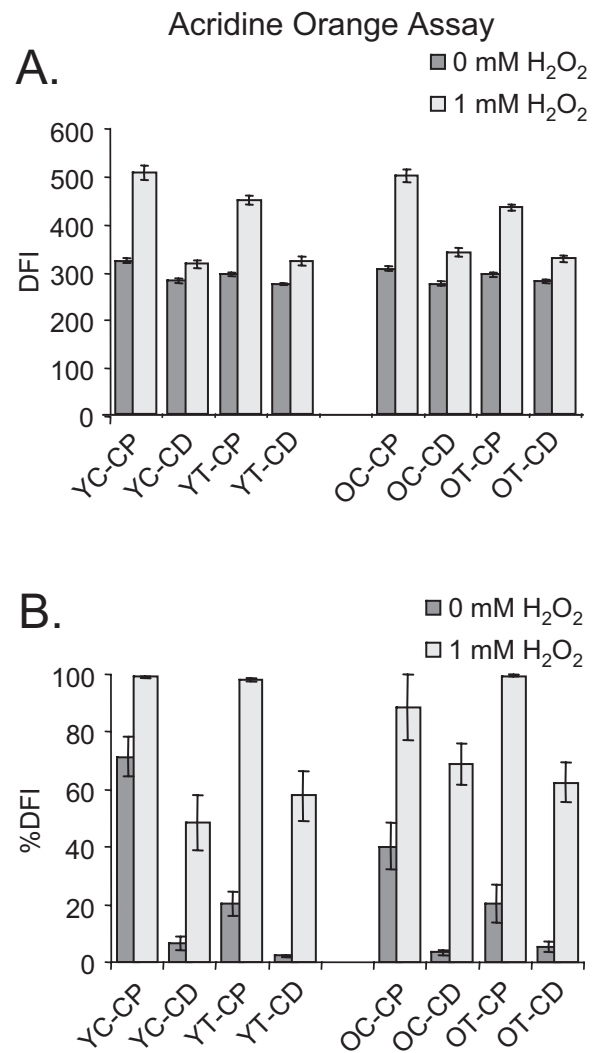 Acridine Orange Assay
A.
0 mM H₂O₂
1 mM H₂O₂
600
500
400
300
200
100
0
DFI
YC-CP
YC-CD
YT-CP
YT-CD
OC-CP
OC-CD
OT-CP
OT-CD
B.
0 mM H₂O₂
1 mM H₂O₂
100
80
60
40
20
0
%DFI
YC-CP
YC-CD
YT-CP
YT-CD
OC-CP
OC-CD
OT-CP
OT-CD